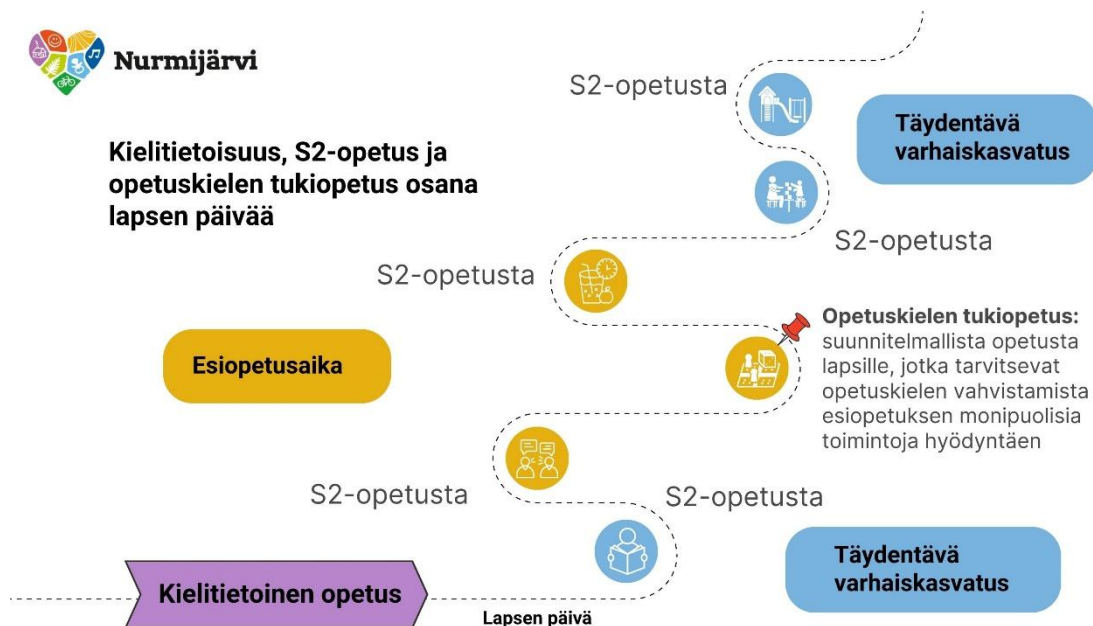 Nurmijärvi
Kielitietoisuus, S2-opetus ja
opetuskielen tukiopetus osana
lapsen päivää
S2-opetusta
Täydentävä
varhaiskasvatus
S2-opetusta
S2-opetusta
Opetuskielen tukiopetus:
suunnitelmallista opetusta
lapsille, jotka tarvitsevat
opetuskielen vahvistamista
esiopetuksen monipuolisia
toimintoja hyödyntäen
Esiopetusaika
S2-opetusta
S2-opetusta
Täydentävä
varhaiskasvatus
Kielitietoinen opetus
Lapsen päivä